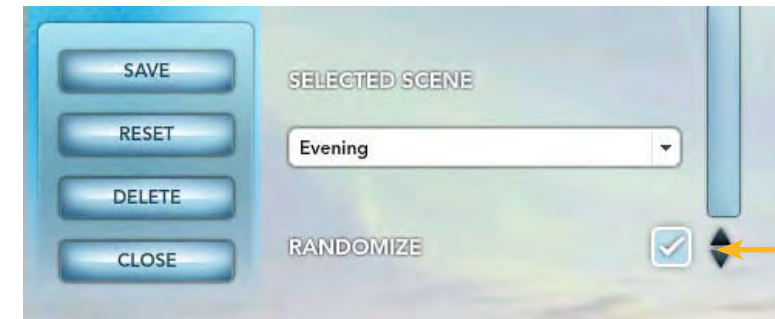 SAVE
RESET
DELETE
CLOSE
SELECTED SCENE
Evening
RANDOMIZE